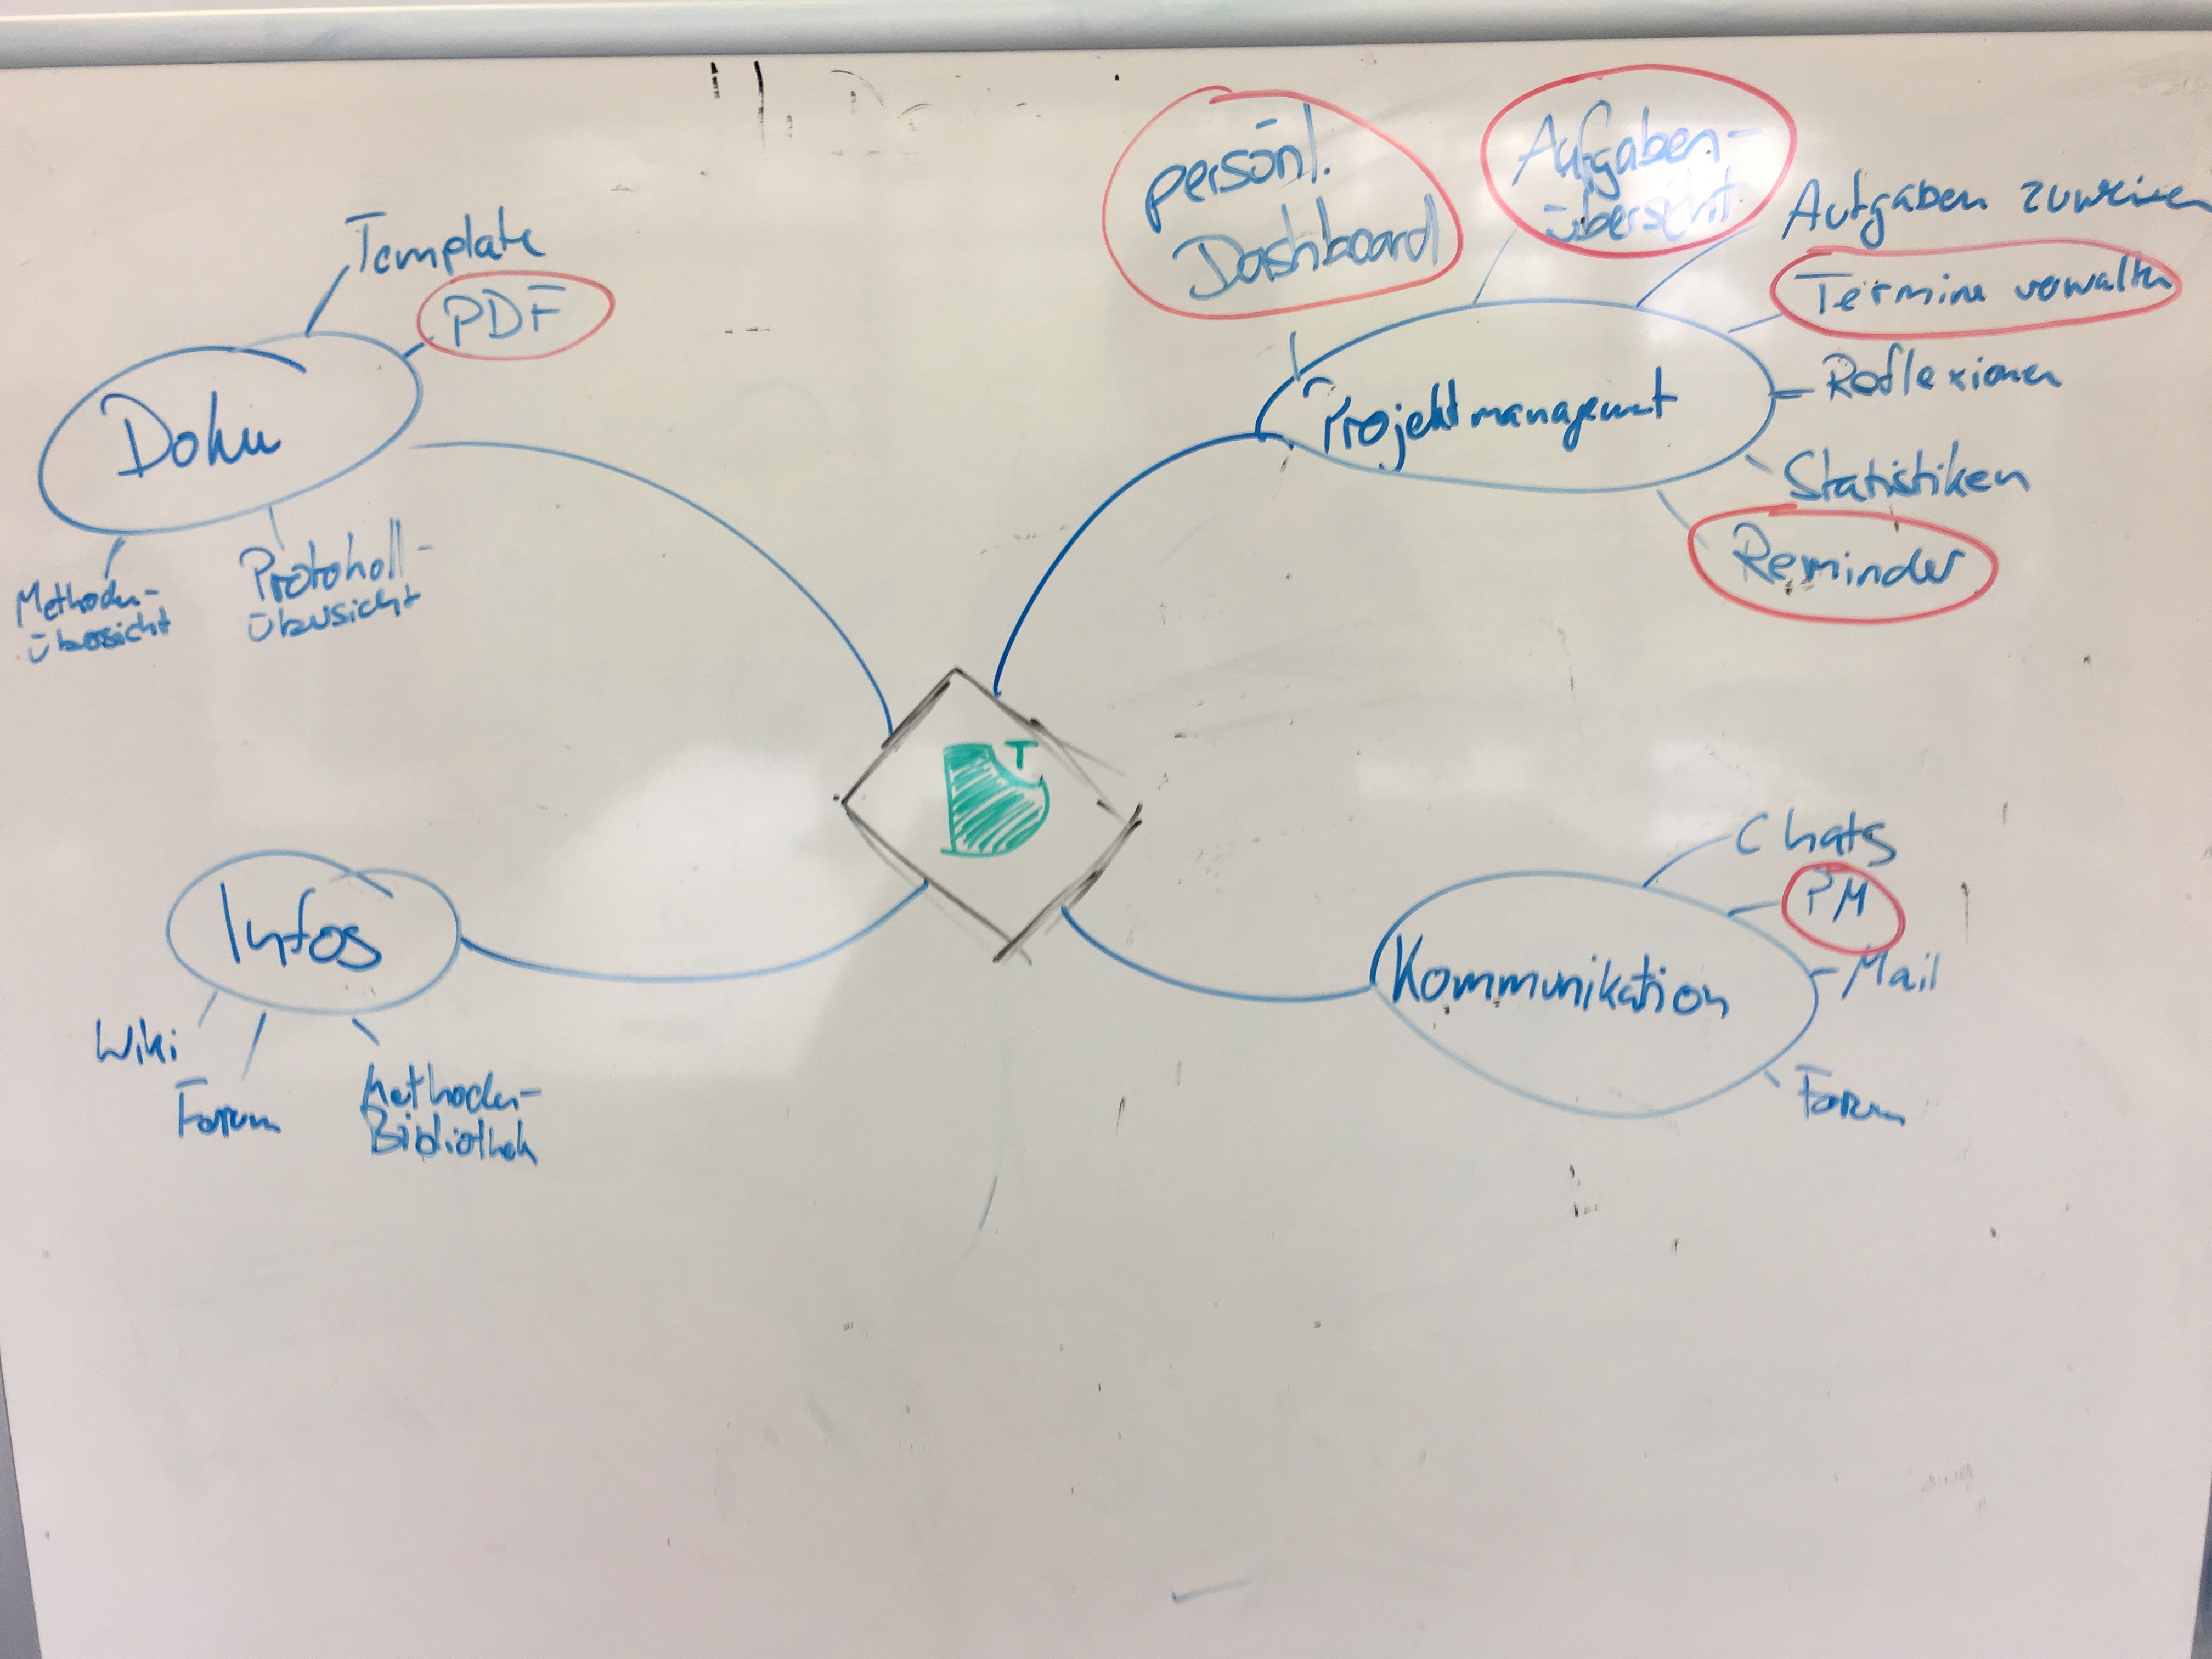 Template
PDF
Doku
Methoden-
übersicht
Protokoll-
übersicht
persönl.
Dashboard
Aufgaben-
übersicht
Aufgaben zuweisen
Termine verwalten
Projektmanagement
Reflexionen
Statistiken
Reminder
T
Infos
Wiki
Forum
Methoden-
Bibliothek
Kommunikation
Chats
PM
Mail
Forum